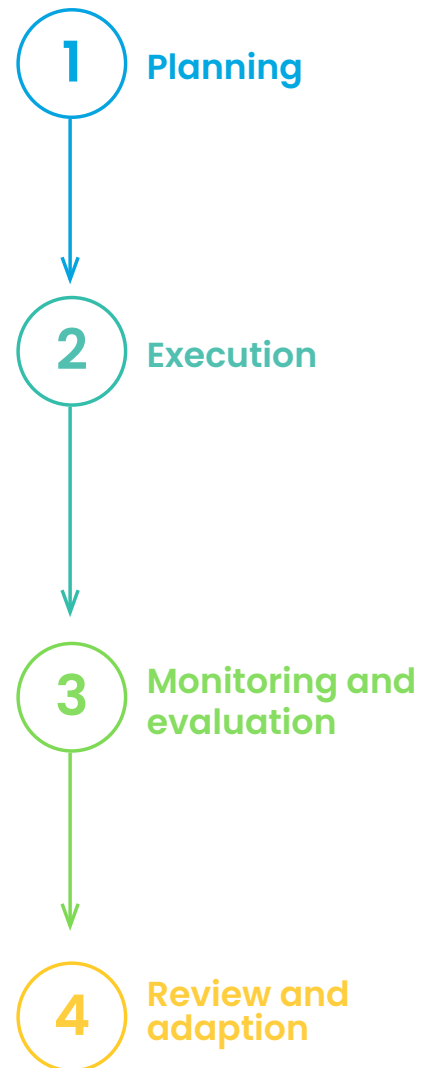 1
Planning
2
Execution
3
Monitoring and
evaluation
4
Review and
adaption